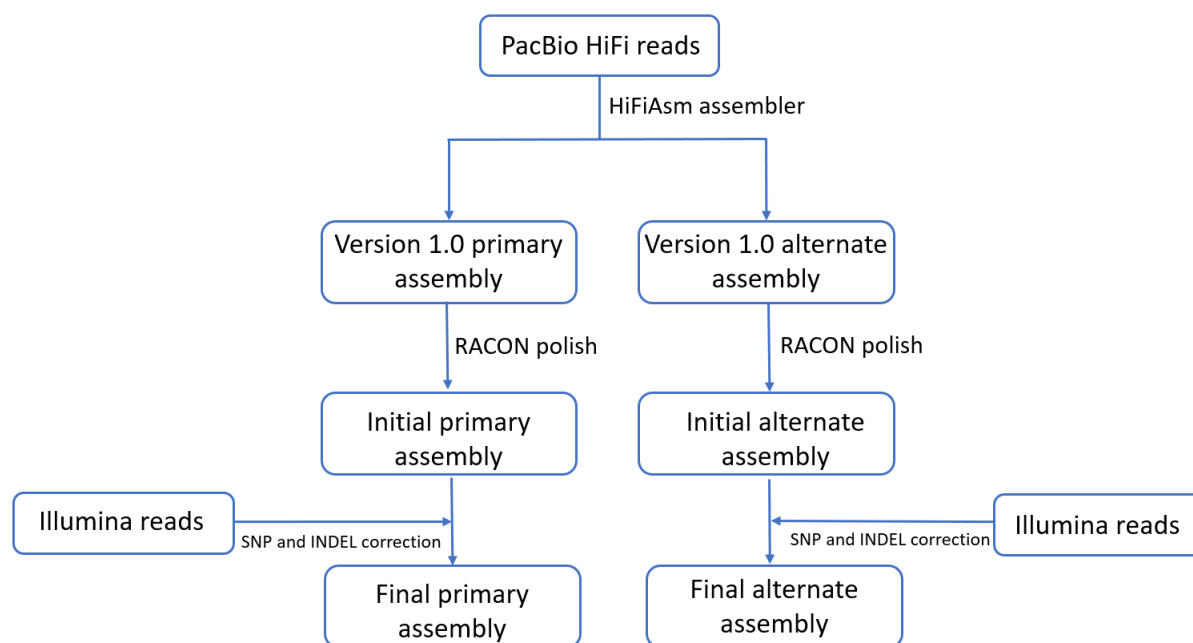 PacBio HiFi reads
HiFiAsm assembler
Version 1.0 primary
assembly
Version 1.0 alternate
assembly
RACON polish
RACON polish
Initial primary
assembly
Initial alternate
assembly
Illumina reads
SNP and INDEL correction
SNP and INDEL correction
Illumina reads
Final primary
assembly
Final alternate
assembly